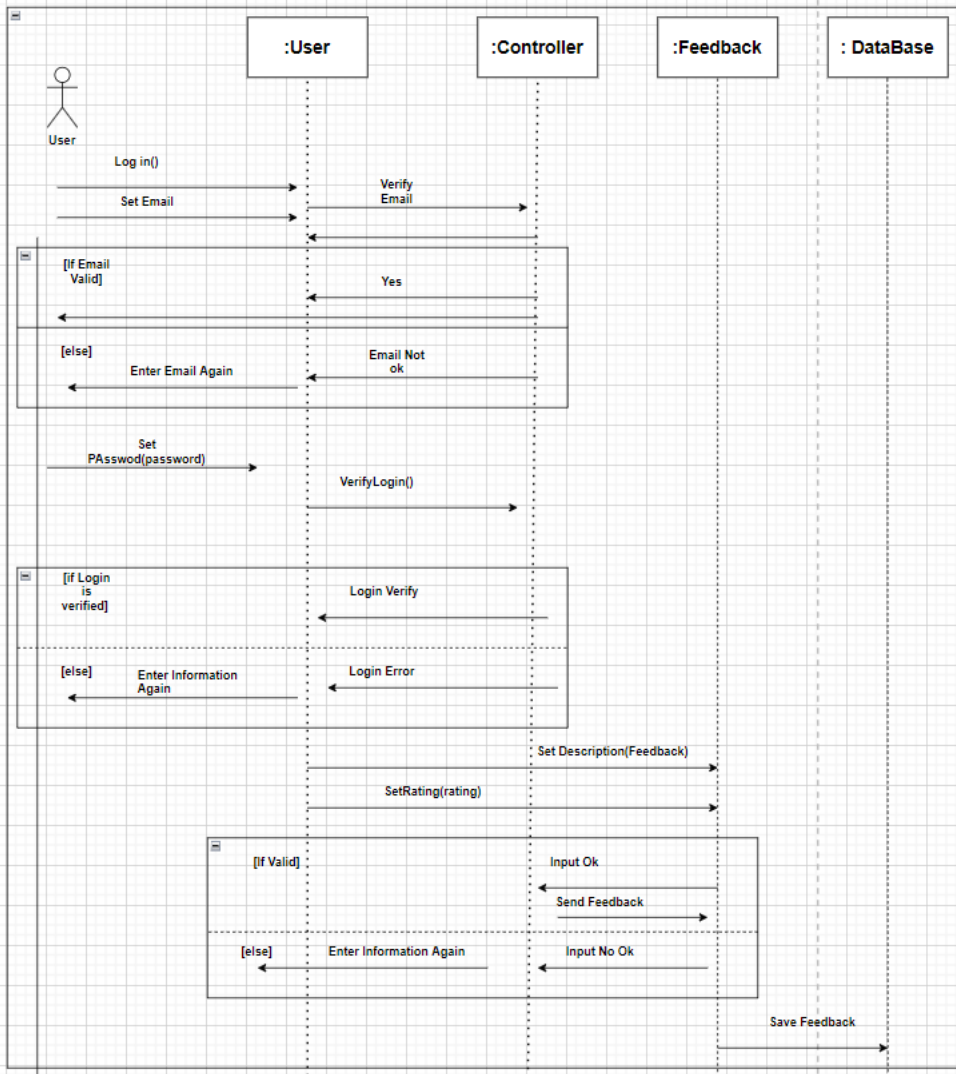 :User
:Controller
:Feedback
: DataBase
User
Log in()
Verify
Email
Set Email
[If Email
Valid]
Yes
[else]
Email Not
ok
Enter Email Again
Set
PAsswod(password)
VerifyLogin()
[if Login
is
verified]
Login Verify
[else]
Enter Information
Again
Login Error
Set Description(Feedback)
SetRating(rating)
[If Valid]
Input Ok
Send Feedback
[else]
Enter Information Again
Input No Ok
Save Feedback